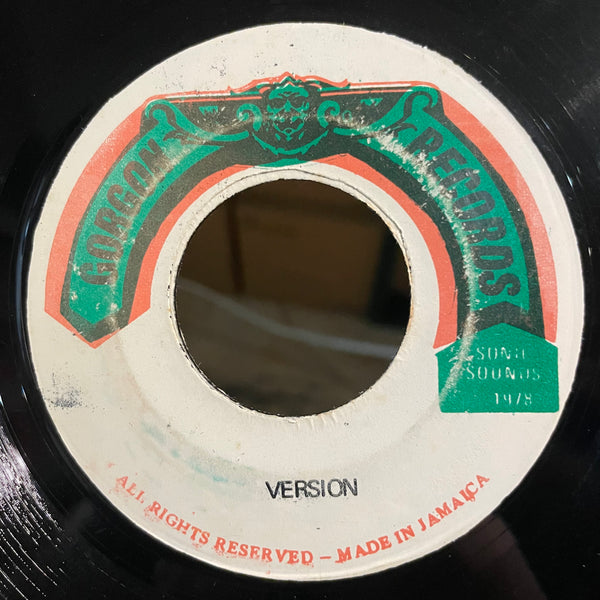 GORGON RECORDS
SONIC
SOUNDS
1978
VERSION
ALL RIGHTS RESERVED – MADE IN JAMAICA